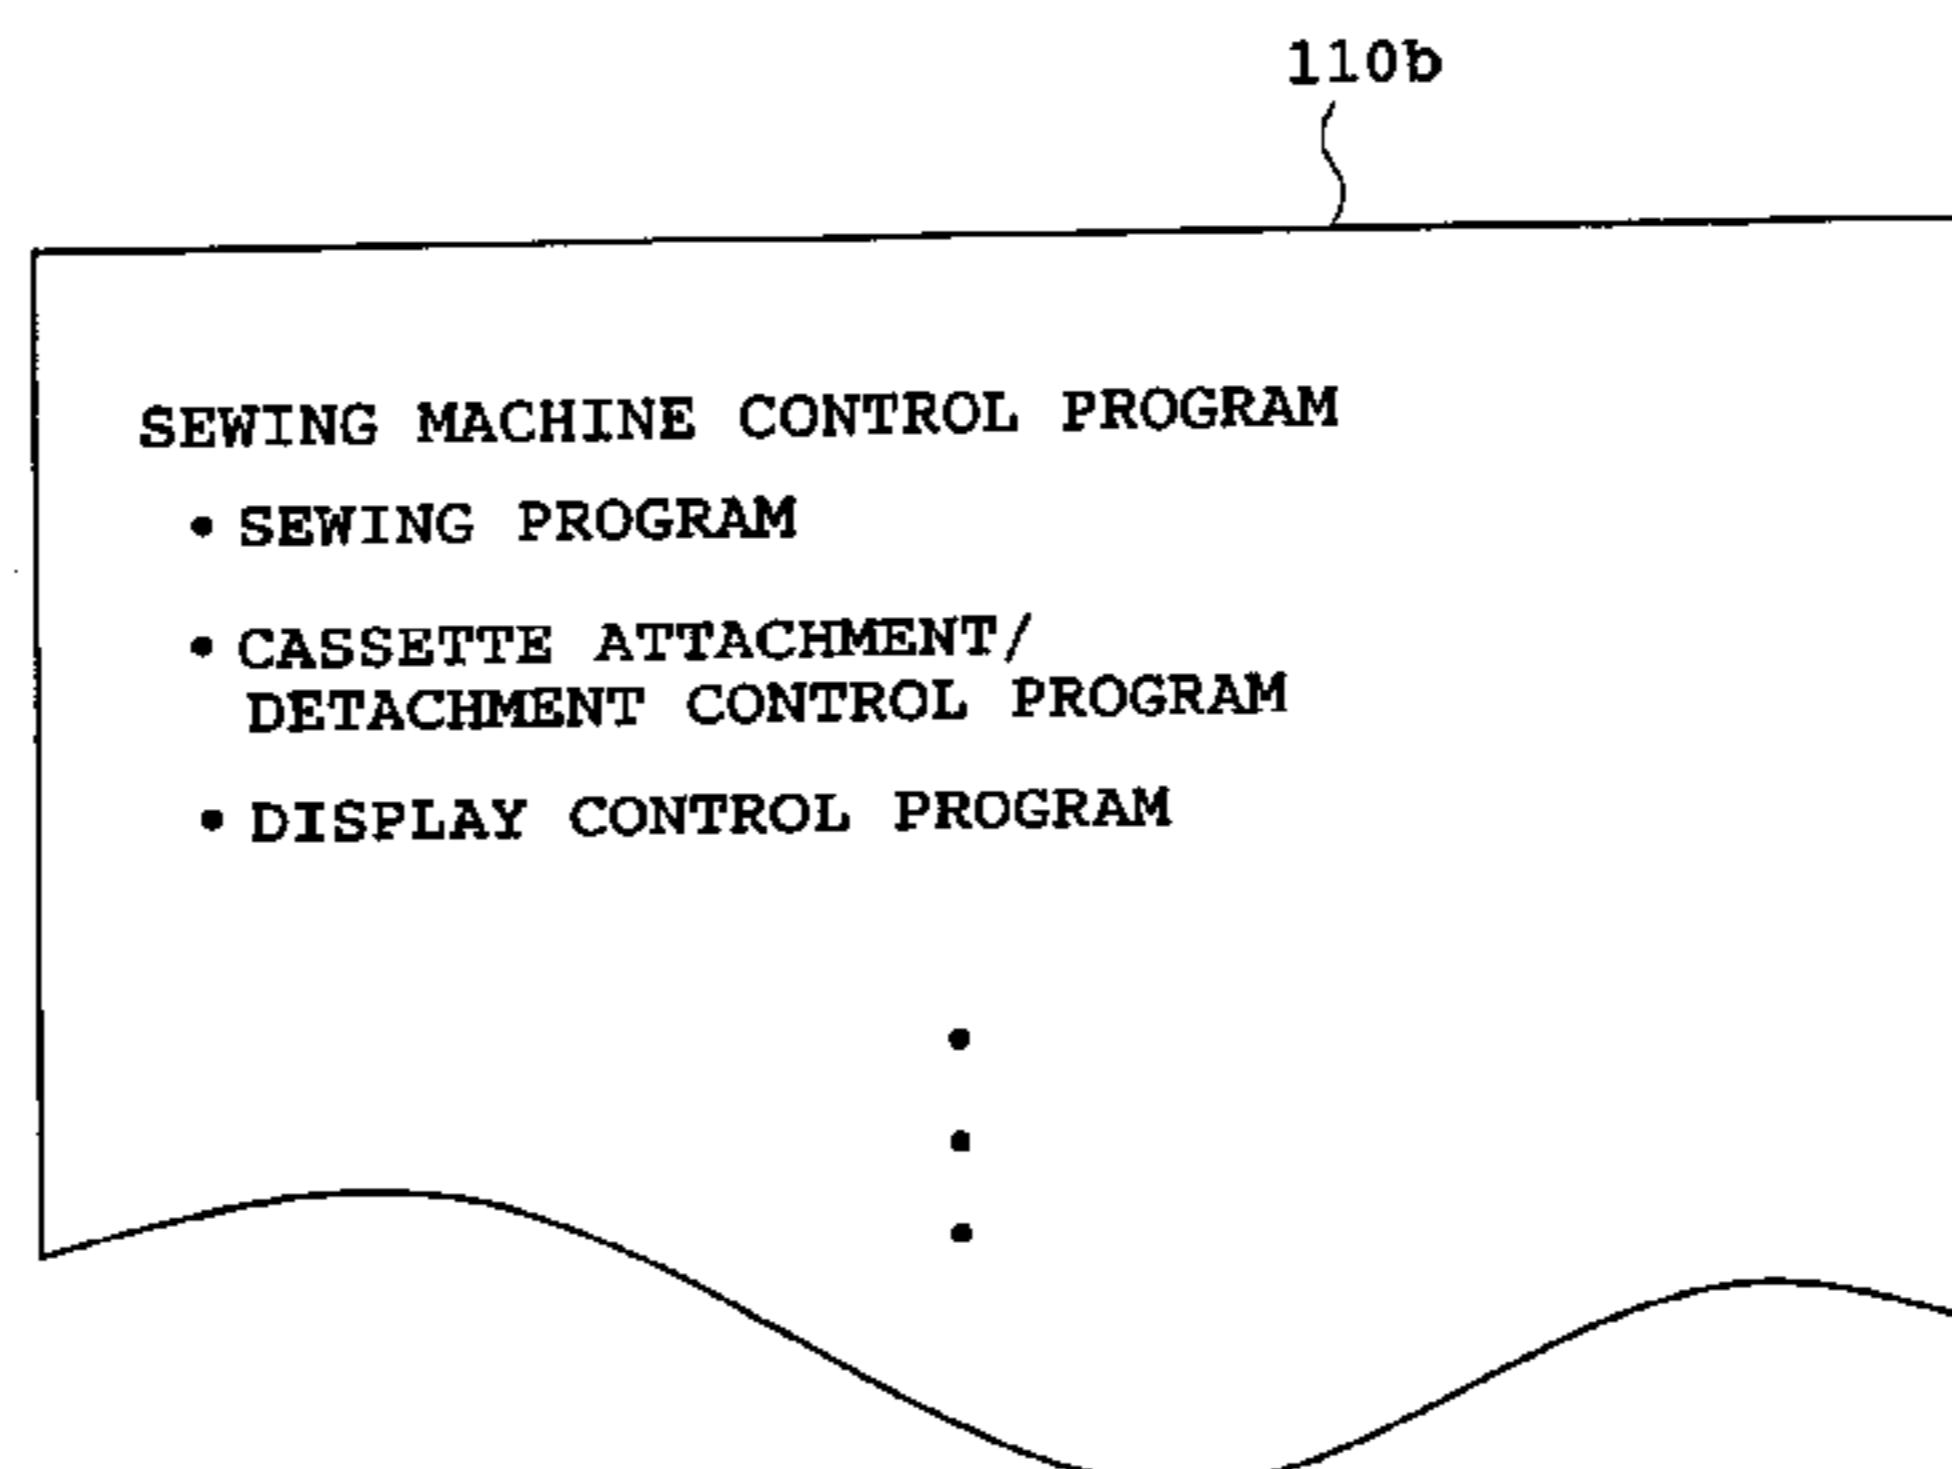 110b
SEWING MACHINE CONTROL PROGRAM
• SEWING PROGRAM
• CASSETTE ATTACHMENT/
DETACHMENT CONTROL PROGRAM
• DISPLAY CONTROL PROGRAM